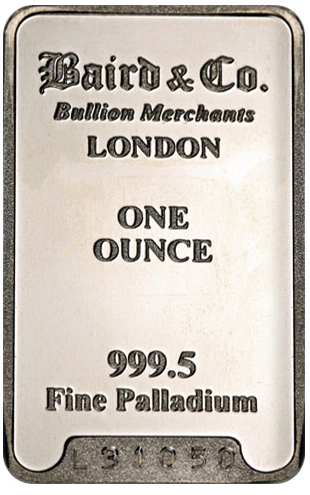 Baird & Co.
Bullion Merchants
LONDON
ONE
OUNCE
999.5
Fine Palladium
L31050